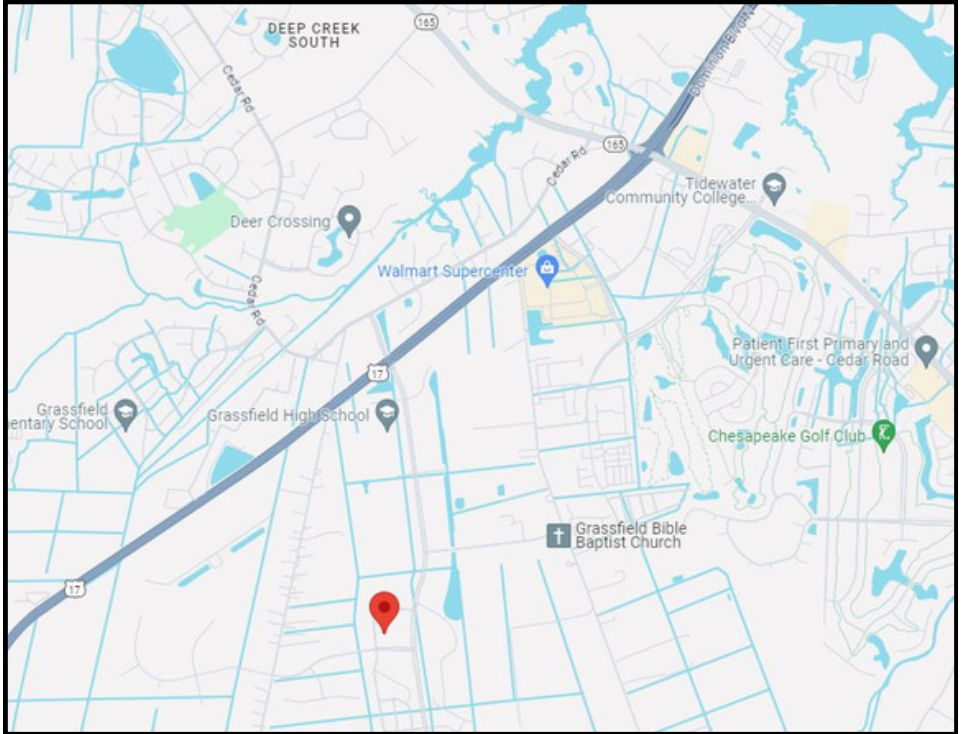 DEEP CREEK
SOUTH
165
Dominion Blvd N
Cedar Rd
165
Cedar Rd
Tidewater
Community College...
Deer Crossing
Walmart Supercenter
Cedar Rd
Patient First Primary and
Urgent Care - Cedar Road
17
Grassfield
entary School
Grassfield High School
Chesapeake Golf Club
Grassfield Bible
Baptist Church
17